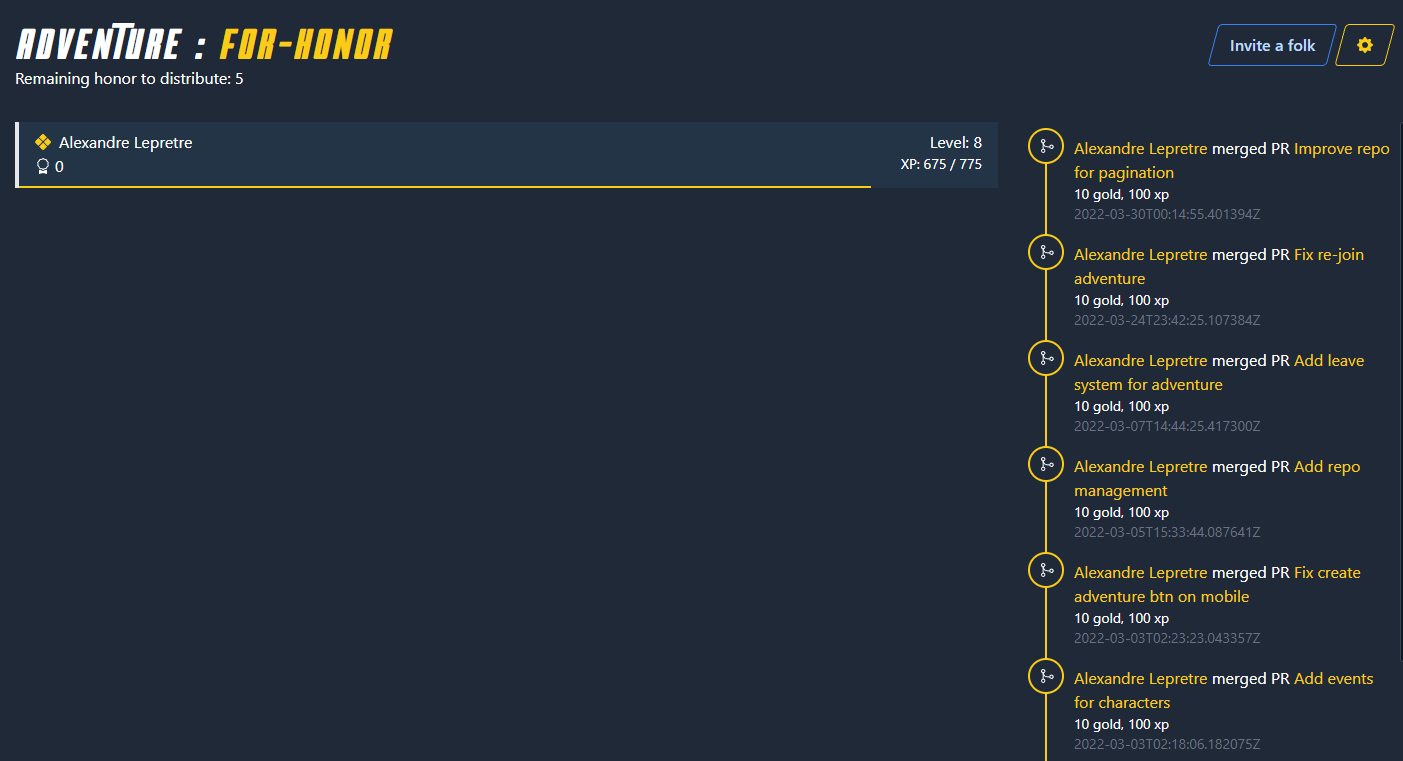 ADVENTURE : FOR-HONOR
Remaining honor to distribute: 5
Invite a folk
Alexandre Lepretre
Level: 8
0
XP: 675 / 775
Alexandre Lepretre merged PR Improve repo
for pagination
10 gold, 100 xp
2022-03-30T00:14:55.401394Z
Alexandre Lepretre merged PR Fix re-join
adventure
10 gold, 100 xp
2022-03-24T23:42:25.107384Z
Alexandre Lepretre merged PR Add leave
system for adventure
10 gold, 100 xp
2022-03-07T14:44:25.417300Z
Alexandre Lepretre merged PR Add repo
management
10 gold, 100 xp
2022-03-05T15:33:44.087641Z
Alexandre Lepretre merged PR Fix create
adventure btn on mobile
10 gold, 100 xp
2022-03-03T02:23:23.043357Z
Alexandre Lepretre merged PR Add events
for characters
10 gold, 100 xp
2022-03-03T02:18:06.182075Z